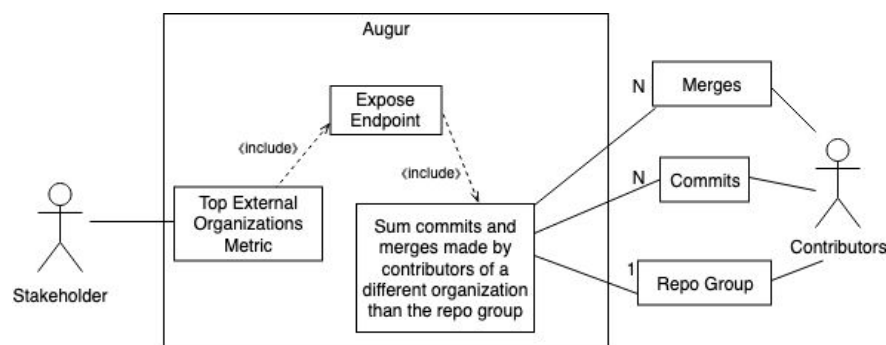 Augur
Expose
Endpoint
《include》
《include》
Top External
Organizations
Metric
Sum commits and
merges made by
contributors of a
different organization
than the repo group
N
Merges
N
Commits
1
Repo Group
Stakeholder
Contributors